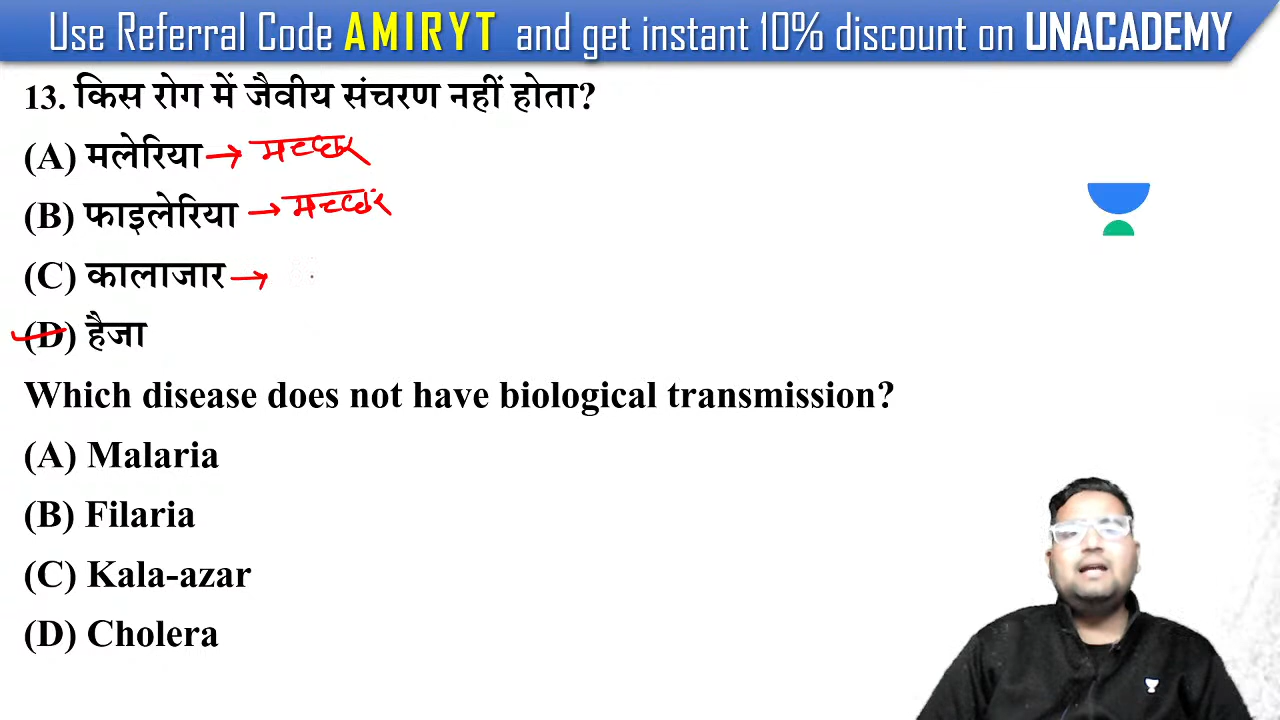 Use Referral Code AMIRYT and get instant 10% discount on UNACADEMY
13. किस रोग में जैवीय संचरण नहीं होता?
(A) मलेरिया → मच्छर
(B) फाइलेरिया → मच्छर
(C) कालाजार →
(D) हैजा
Which disease does not have biological transmission?
(A) Malaria
(B) Filaria
(C) Kala-azar
(D) Cholera